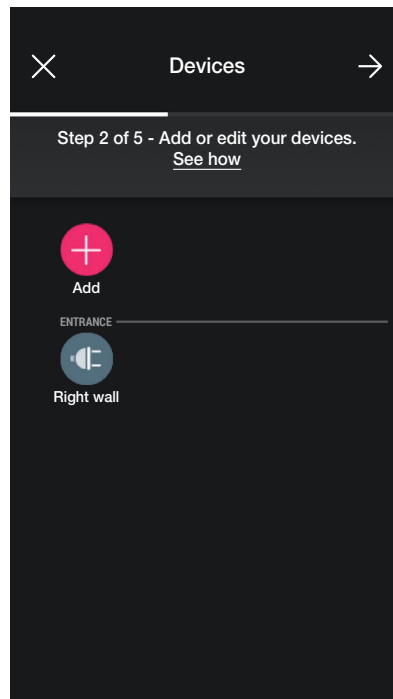 Devices
Step 2 of 5 - Add or edit your devices.
See how
Add
ENTRANCE
Right wall